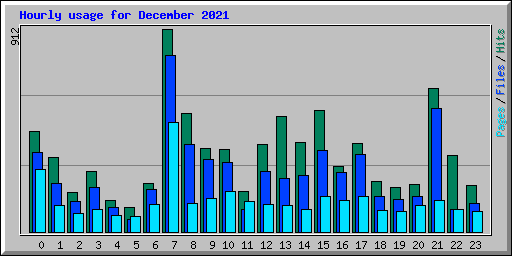 Hourly usage for December 2021
912
Pages / Files / Hits
0 1 2 3 4 5 6 7 8 9 10 11 12 13 14 15 16 17 18 19 20 21 22 23